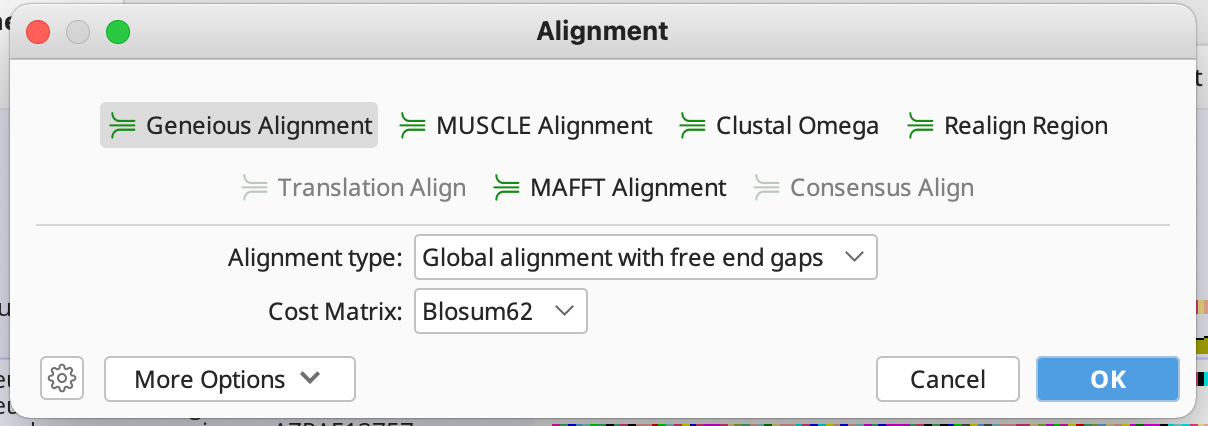 Alignment
Geneious Alignment MUSCLE Alignment Clustal Omega Realign Region
Translation Align MAFFT Alignment Consensus Align
Alignment type: Global alignment with free end gaps
Cost Matrix: Blosum62
More Options Cancel OK